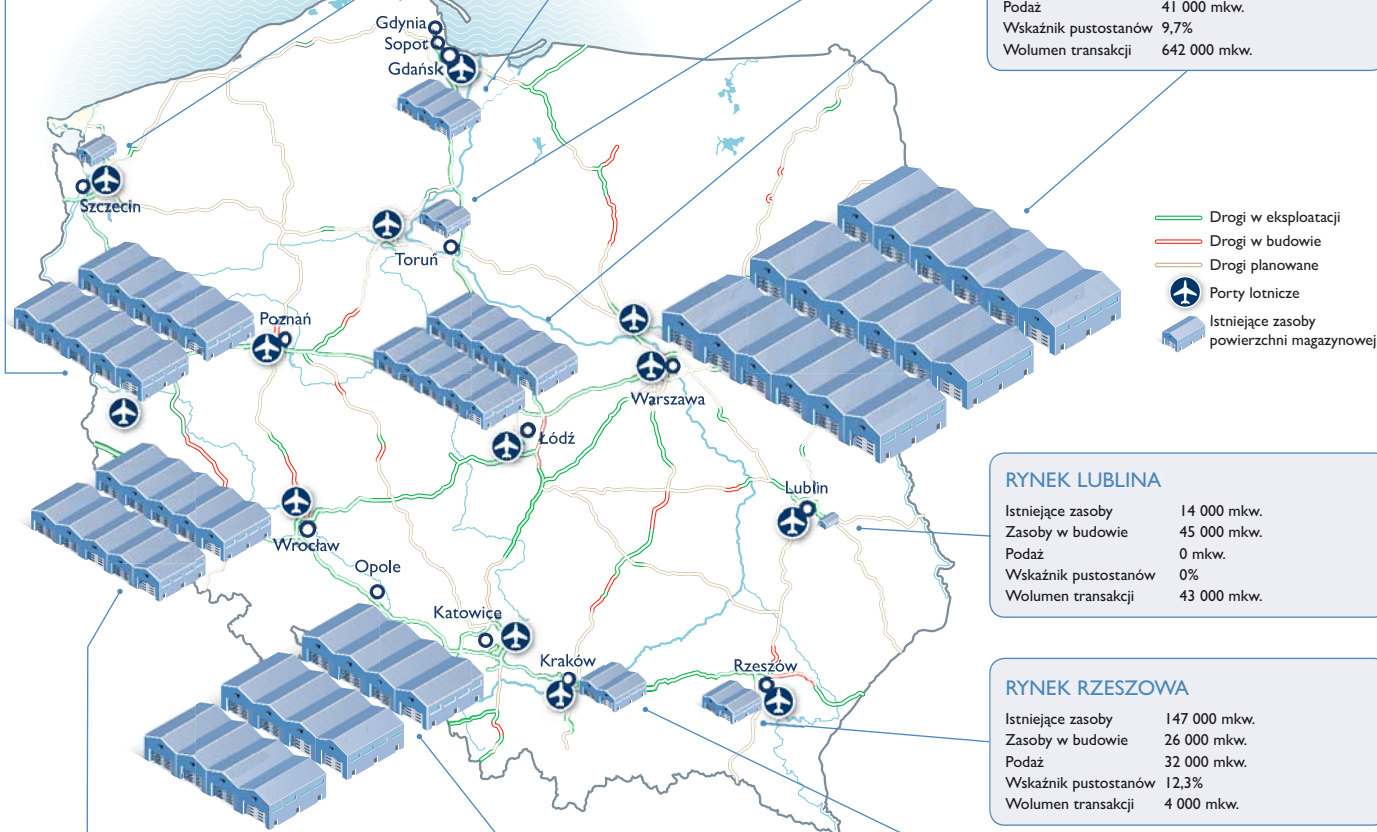 Podaż 41 000 mkw.
Wskaźnik pustostanów 9,7%
Wolumen transakcji 642 000 mkw.
Gdynia
Sopot
Gdańsk
Szczecin
Toruń
Poznań
Warszawa
Łódź
Wrocław
Opole
Katowice
Kraków
Lublin
Rzeszów
Drogi w eksploatacji
Drogi w budowie
Drogi planowane
Porty lotnicze
Istniejące zasoby
powierzchni magazynowej
RYNEK LUBLINA
Istniejące zasoby 14 000 mkw.
Zasoby w budowie 45 000 mkw.
Podaż 0 mkw.
Wskaźnik pustostanów 0%
Wolumen transakcji 43 000 mkw.
RYNEK RZESZOWA
Istniejące zasoby 147 000 mkw.
Zasoby w budowie 26 000 mkw.
Podaż 32 000 mkw.
Wskaźnik pustostanów 12,3%
Wolumen transakcji 4 000 mkw.